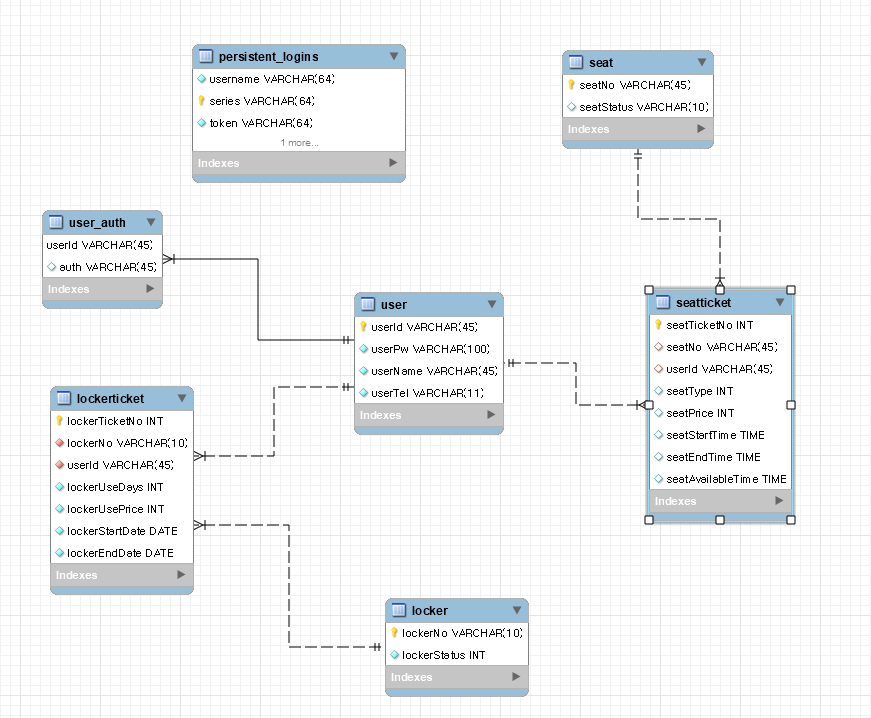 persistent_logins
username VARCHAR(64)
series VARCHAR(64)
token VARCHAR(64)
1 more...
Indexes
seat
seatNo VARCHAR(45)
seatStatus VARCHAR(10)
Indexes
user_auth
userId VARCHAR(45)
auth VARCHAR(45)
Indexes
user
userId VARCHAR(45)
userPw VARCHAR(100)
userName VARCHAR(45)
userTel VARCHAR(11)
Indexes
seatticket
seatTicketNo INT
seatNo VARCHAR(45)
userId VARCHAR(45)
seatType INT
seatPrice INT
seatStartTime TIME
seatEndTime TIME
seatAvailableTime TIME
Indexes
lockerticket
lockerTicketNo INT
lockerNo VARCHAR(10)
userId VARCHAR(45)
lockerUseDays INT
lockerUsePrice INT
lockerStartDate DATE
lockerEndDate DATE
Indexes
locker
lockerNo VARCHAR(10)
lockerStatus INT
Indexes